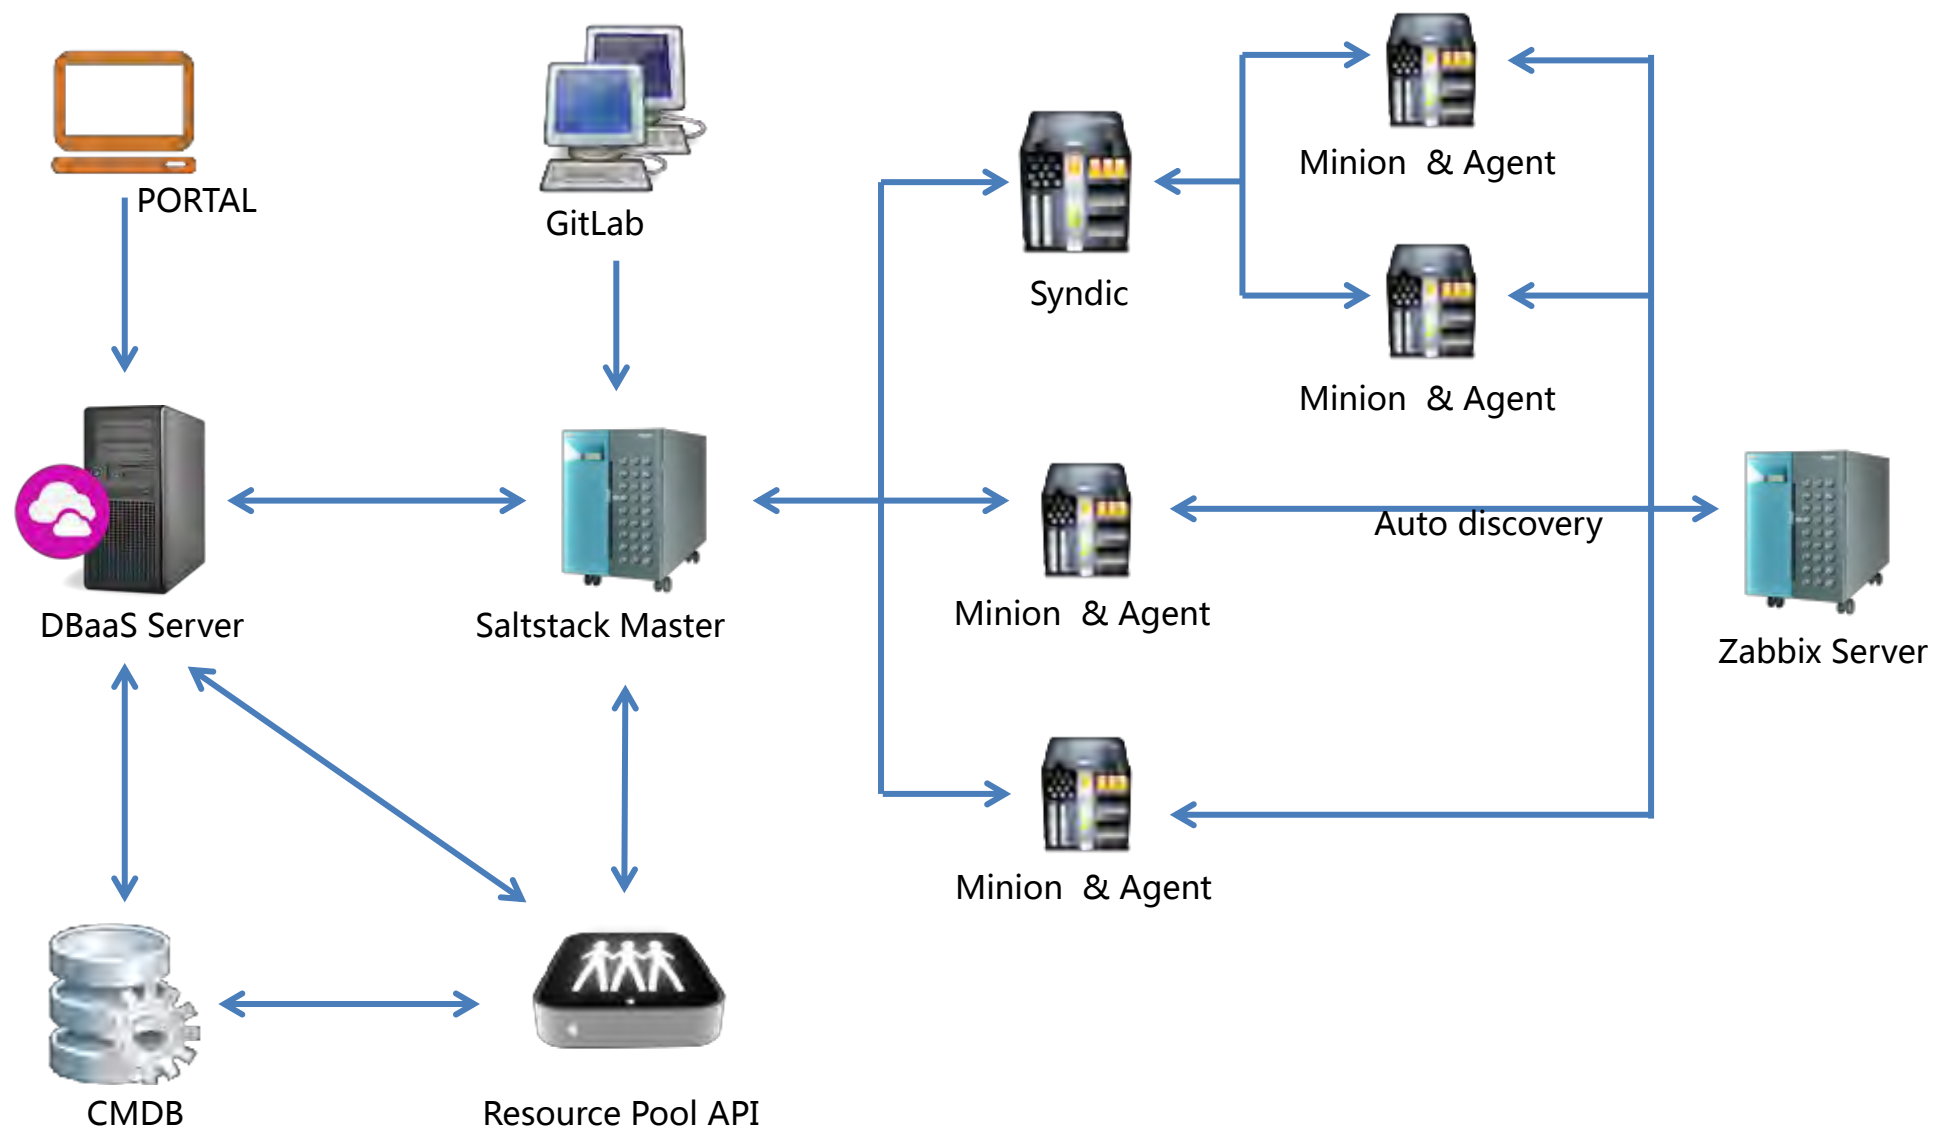 PORTAL
GitLab
Minion & Agent
Syndic
Minion & Agent
Auto discovery
DBaaS Server
Saltstack Master
Minion & Agent
Zabbix Server
Minion & Agent
CMDB
Resource Pool API